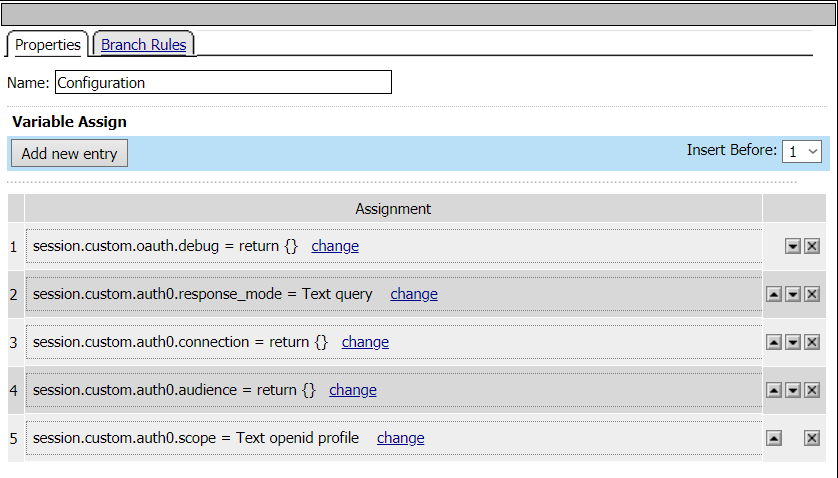 Properties Branch Rules
Name: Configuration
Variable Assign
Add new entry Insert Before: 1
Assignment
1 session.custom.oauth.debug = return {} change
2 session.custom.auth0.response_mode = Text query change
3 session.custom.auth0.connection = return {} change
4 session.custom.auth0.audience = return {} change
5 session.custom.auth0.scope = Text openid profile change